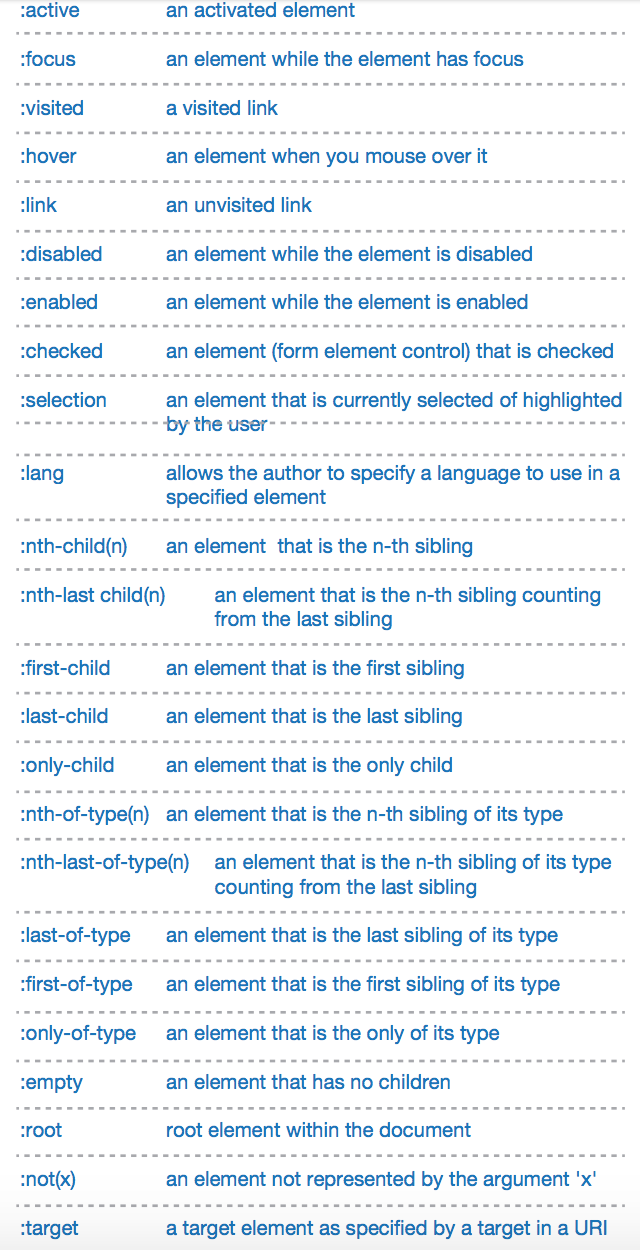 :active an activated element
:focus an element while the element has focus
:visited a visited link
:hover an element when you mouse over it
:link an unvisited link
:disabled an element while the element is disabled
:enabled an element while the element is enabled
:checked an element (form element control) that is checked
:selection an element that is currently selected of highlighted
by the user
:lang allows the author to specify a language to use in a
specified element
:nth-child(n) an element  that is the n-th sibling
:nth-last child(n) an element that is the n-th sibling counting
from the last sibling
:first-child an element that is the first sibling
:last-child an element that is the last sibling
:only-child an element that is the only child
:nth-of-type(n) an element that is the n-th sibling of its type
:nth-last-of-type(n) an element that is the n-th sibling of its type
counting from the last sibling
:last-of-type an element that is the last sibling of its type
:first-of-type an element that is the first sibling of its type
:only-of-type an element that is the only of its type
:empty an element that has no children
:root root element within the document
:not(x) an element not represented by the argument 'x'
:target a target element as specified by a target in a URI